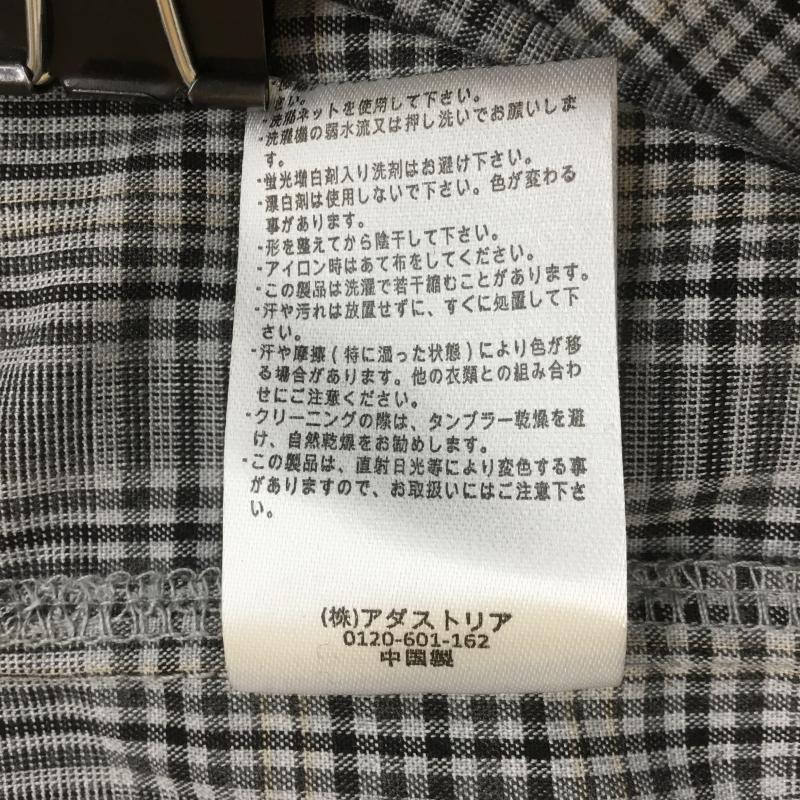 さい。
・洗濯ネットを使用して下さい。
・洗濯機の弱水流又は押し洗いでお願いしま
す。
・蛍光増白剤入り洗剤はお避け下さい。
・漂白剤は使用しないで下さい。色が変わる
事があります。
・形を整えてから陰干して下さい。
・アイロン時はあて布をしてください。
・この製品は洗濯で若干縮むことがあります。
・汗や汚れは放置せずに、すぐに処置して下
さい。
・汗や摩擦(特に湿った状態)により色が移
る場合があります。他の衣類との組み合わ
せにご注意ください。
・クリーニングの際は、タンブラー乾燥を避
け、自然乾燥をお勧めします。
・この製品は、直射日光等により変色する事
がありますので、お取扱いにはご注意下さ
い。
(株)アダストリア
0120-601-162
中国製